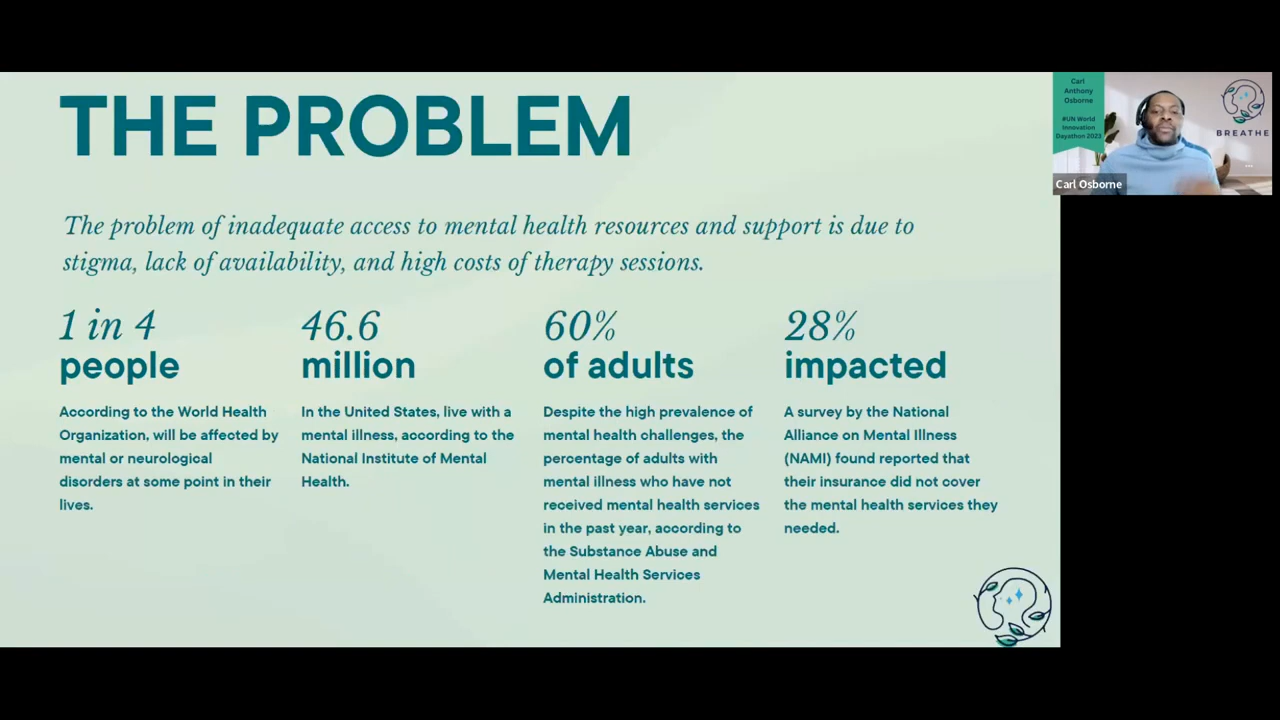 THE PROBLEM
The problem of inadequate access to mental health resources and support is due to
stigma, lack of availability, and high costs of therapy sessions.
1 in 4
people
According to the World Health
Organization, will be affected by
mental or neurological
disorders at some point in their
lives.
46.6
million
In the United States, live with a
mental illness, according to the
National Institute of Mental
Health.
60%
of adults
Despite the high prevalence of
mental health challenges, the
percentage of adults with
mental illness who have not
received mental health services
in the past year, according to
the Substance Abuse and
Mental Health Services
Administration.
28%
impacted
A survey by the National
Alliance on Mental Illness
(NAMI) found reported that
their insurance did not cover
the mental health services they
needed.
Carl
Anthony
Osborne
#UN World
Innovation
Dayathon 2023
BREATHE
Carl Osborne